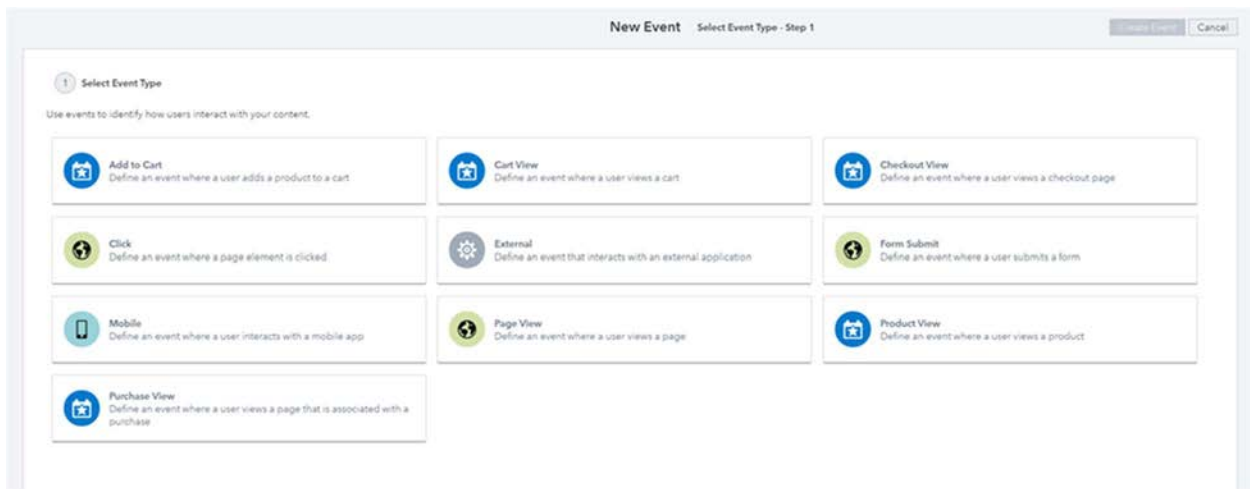 New Event Select Event Type - Step 1 Create Event Cancel
1 Select Event Type
Use events to identify how users interact with your content.
Add to Cart
Define an event where a user adds a product to a cart
Cart View
Define an event where a user views a cart
Checkout View
Define an event where a user views a checkout page
Click
Define an event where a page element is clicked.
External
Define an event that interacts with an external application
Form Submit
Define an event where a user submits a form
Mobile
Define an event where a user interacts with a mobile app
Page View
Define an event where a user views a page
Product View
Define an event where a user views a product
Purchase View
Define an event where a user views a page that is associated with a
purchase